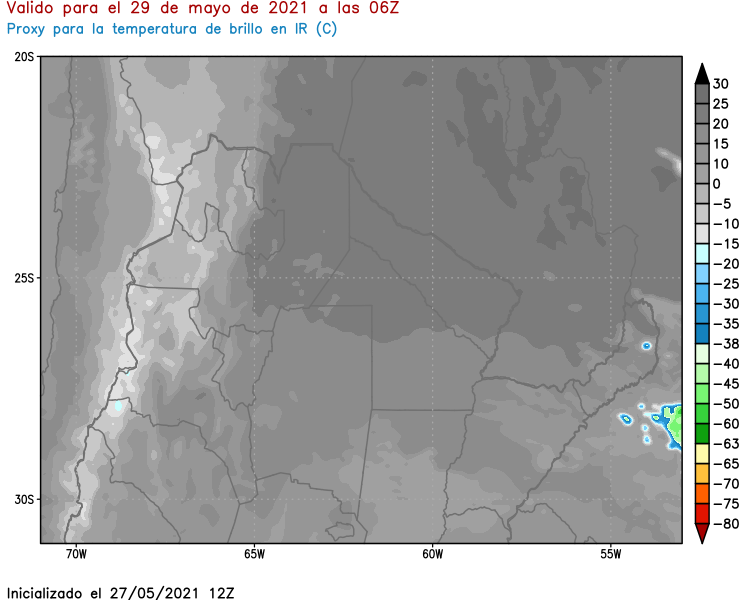 Valido para el 29 de mayo de 2021 a las 06Z
Proxy para la temperatura de brillo en IR (C)
20S
25S
30S
70W
65W
60W
55W
30
25
20
15
10
0
−5
−10
−15
−20
−25
−30
−35
−38
−40
−45
−50
−60
−63
−65
−70
−75
−80
Inicializado el 27/05/2021 12Z